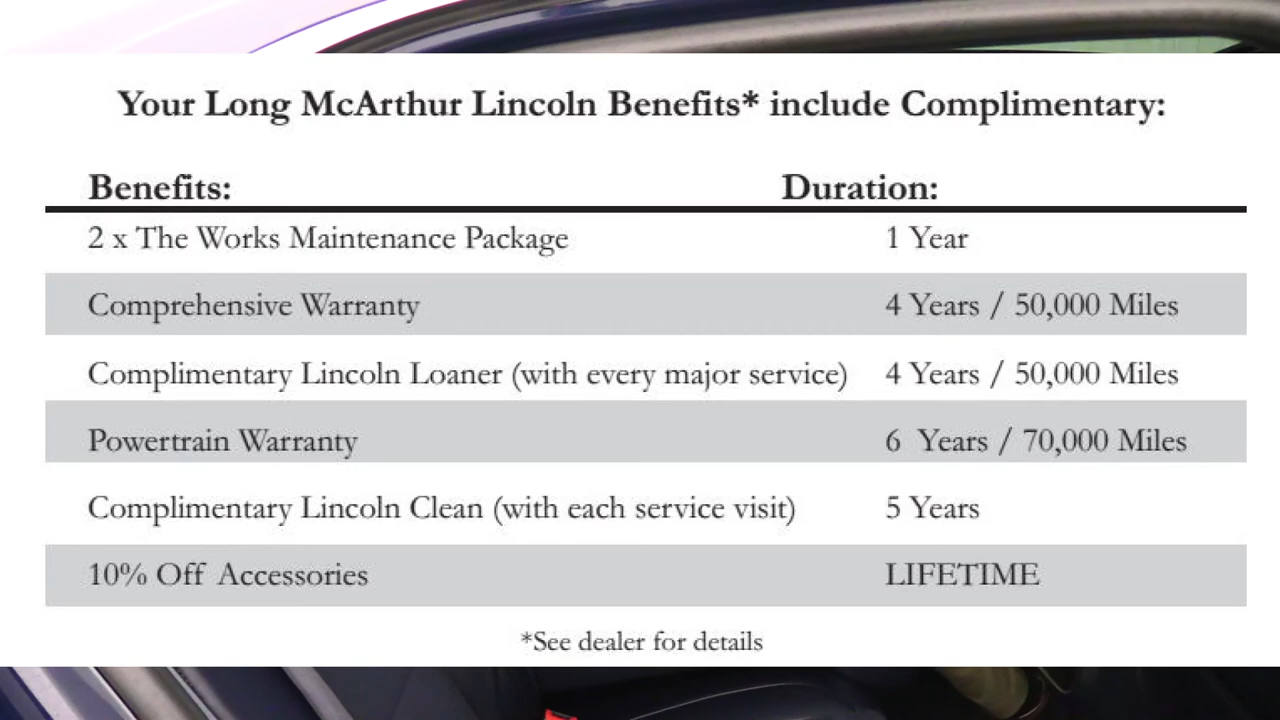 Your Long McArthur Lincoln Benefits* include Complimentary:
Benefits: Duration:
2 x The Works Maintenance Package 1 Year
Comprehensive Warranty 4 Years / 50,000 Miles
Complimentary Lincoln Loaner (with every major service) 4 Years / 50,000 Miles
Powertrain Warranty 6 Years / 70,000 Miles
Complimentary Lincoln Clean (with each service visit) 5 Years
10% Off Accessories LIFETIME
*See dealer for details